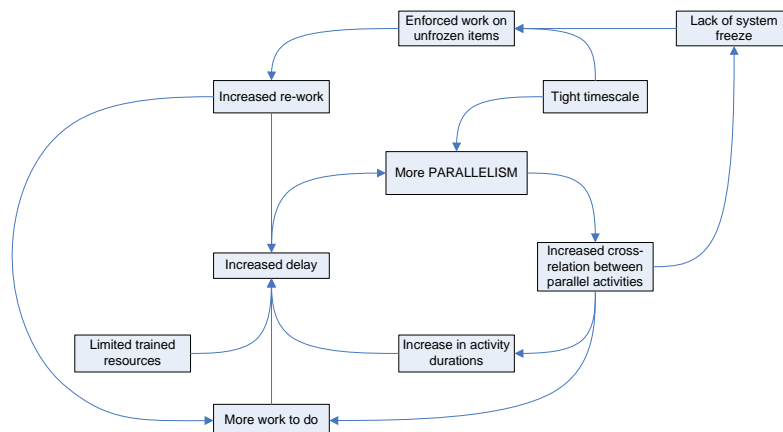 Enforced work on
unfrozen items
Lack of system
freeze
Increased re-work
Tight timescale
More PARALLELISM
Increased delay
Increased cross-
relation between
parallel activities
Limited trained
resources
Increase in activity
durations
More work to do